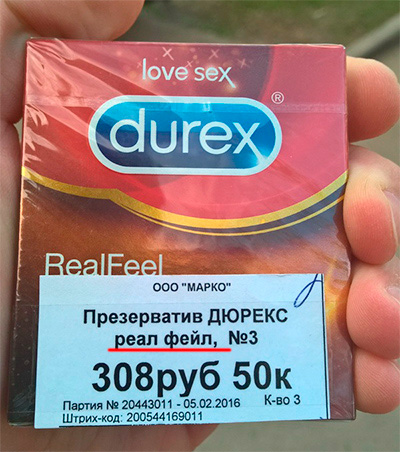 love sex
durex®
RealFeel
ООО "МАРКО"
Презерватив ДЮРЕКС
реал фейл, №3
308руб 50к
Партия № 20443011 - 05.02.2016 К-во 3
Штрих-код: 200544169011